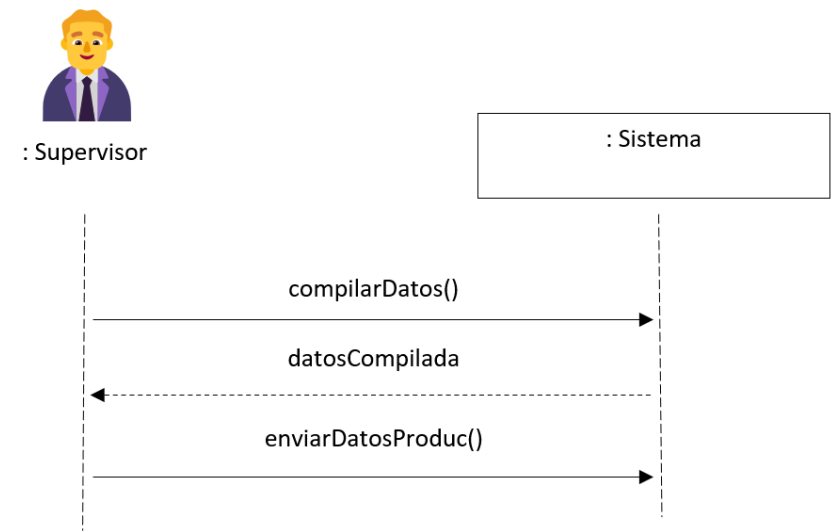 : Supervisor
: Sistema
compilarDatos()
datosCompilada
enviarDatosProduc()